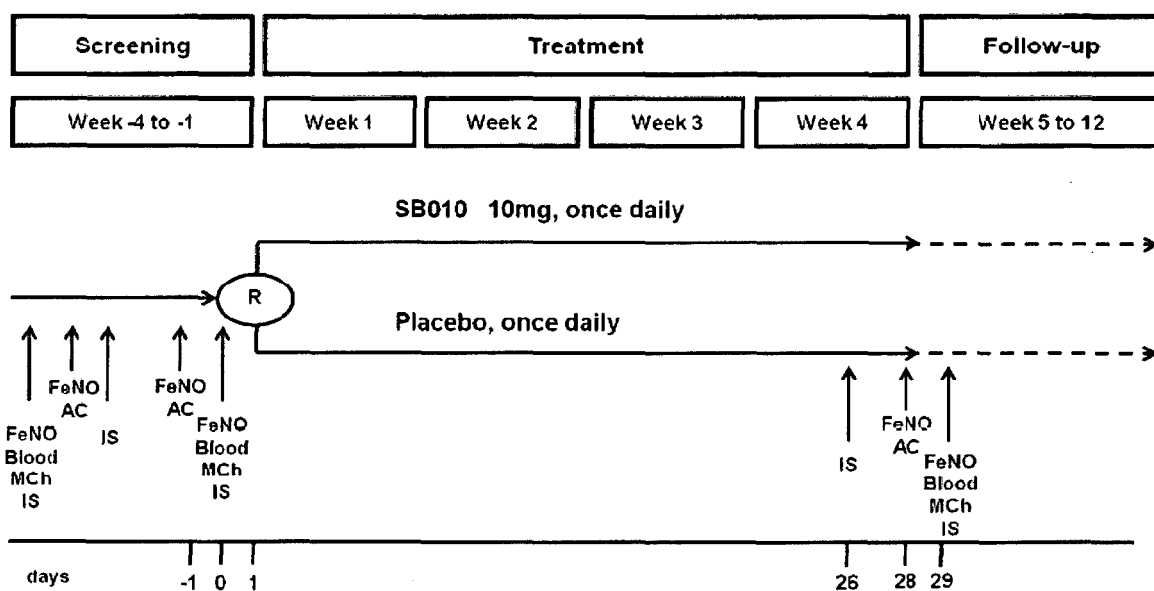 Screening
Treatment
Follow-up
Week -4 to -1
Week 1
Week 2
Week 3
Week 4
Week 5 to 12
SB010 10mg, once daily
R
Placebo, once daily
FeNO
Blood
MCh
IS
FeNO
AC
IS
FeNO
AC
FeNO
Blood
MCh
IS
IS
FeNO
AC
FeNO
Blood
MCh
IS
days
-1
0
1
26
28
29